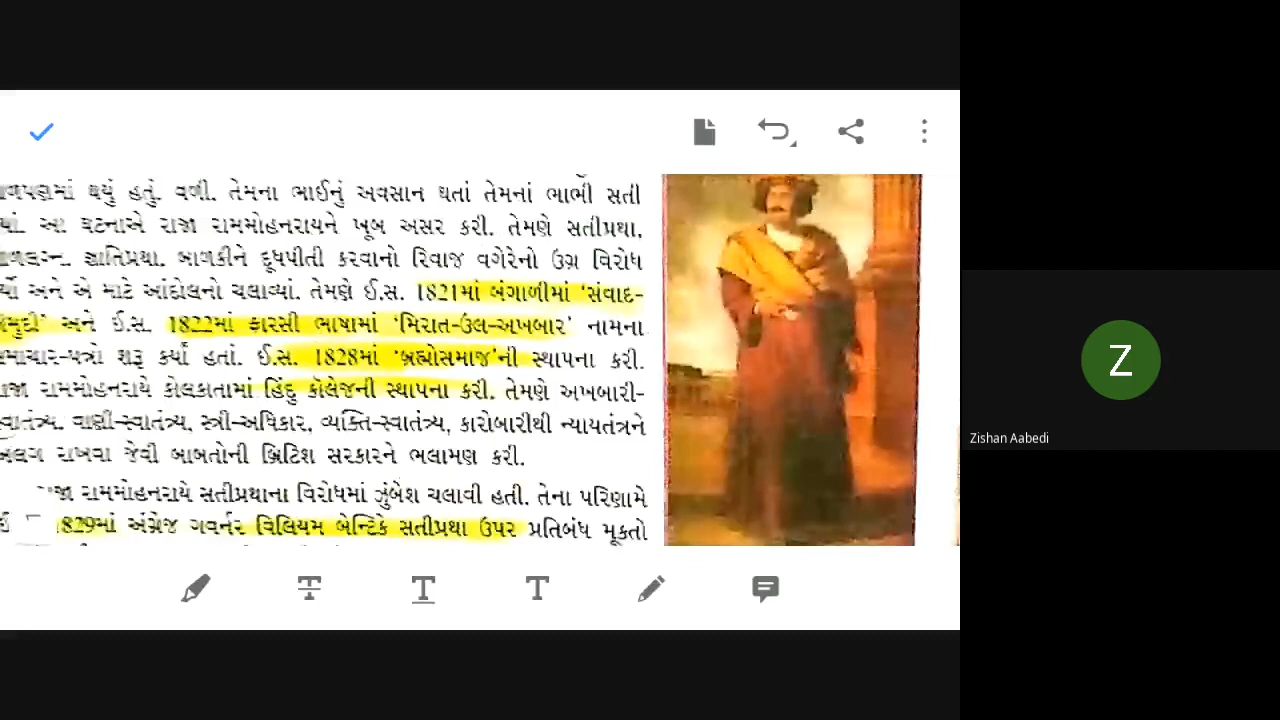 થયું હતું. વળી. તેમના ભાઈનું અવસાન થતાં તેમનાં ભાભી સતી
આ ઘટનાએ રાજા રામમોહનરાયને ખૂબ અસર કરી. તેમણે સતીપ્રથા,
જ્ઞાતિપ્રથા. બાળકીને દૂધપીતી કરવાનો રિવાજ વગેરેનો ઉગ્ર વિરોધ
અને એ માટે આંદોલનો ચલાવ્યાં. તેમણે ઈ.સ. 1821માં બંગાળીમાં 'સંવાદ-
અને ઈ.સ. 1822માં ફારસી ભાષામાં 'મિરાત-ઉલ-અખબાર' નામના
શરૂ કર્યાં હતાં. ઈ.સ. 1828માં 'બ્રહ્મોસમાજ'ની સ્થાપના કરી.
રામમોહનરાયે કોલકાતામાં હિંદુ કૉલેજની સ્થાપના કરી. તેમણે અખબારી-
વાણી-સ્વાતંત્ર્ય, સ્ત્રી-અધિકાર, વ્યક્તિ-સ્વાતંત્ર્ય, કારોબારીથી ન્યાયતંત્રને
રાખવા જેવી બાબતોની બ્રિટિશ સરકારને ભલામણ કરી.
રામમોહનરાયે સતીપ્રથાના વિરોધમાં ઝુંબેશ ચલાવી હતી. તેના પરિણામે
829માં અંગ્રેજ ગવર્નર વિલિયમ બેન્ટિકે સતીપ્રથા ઉપર પ્રતિબંધ મૂકતો
Z
Zishan Aabedi